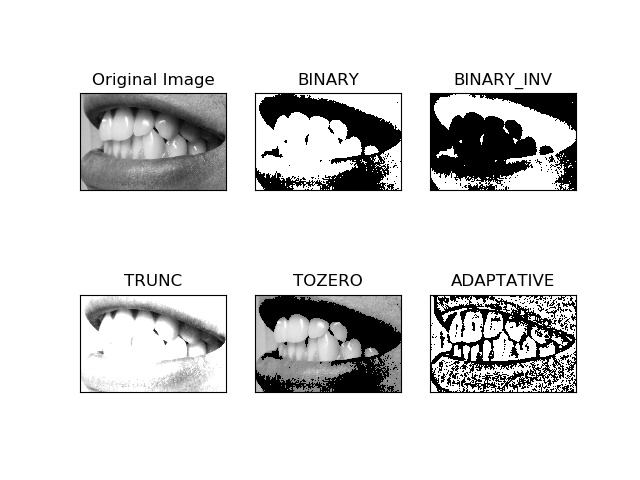 Original Image
BINARY
BINARY_INV
TRUNC
TOZERO
ADAPTATIVE